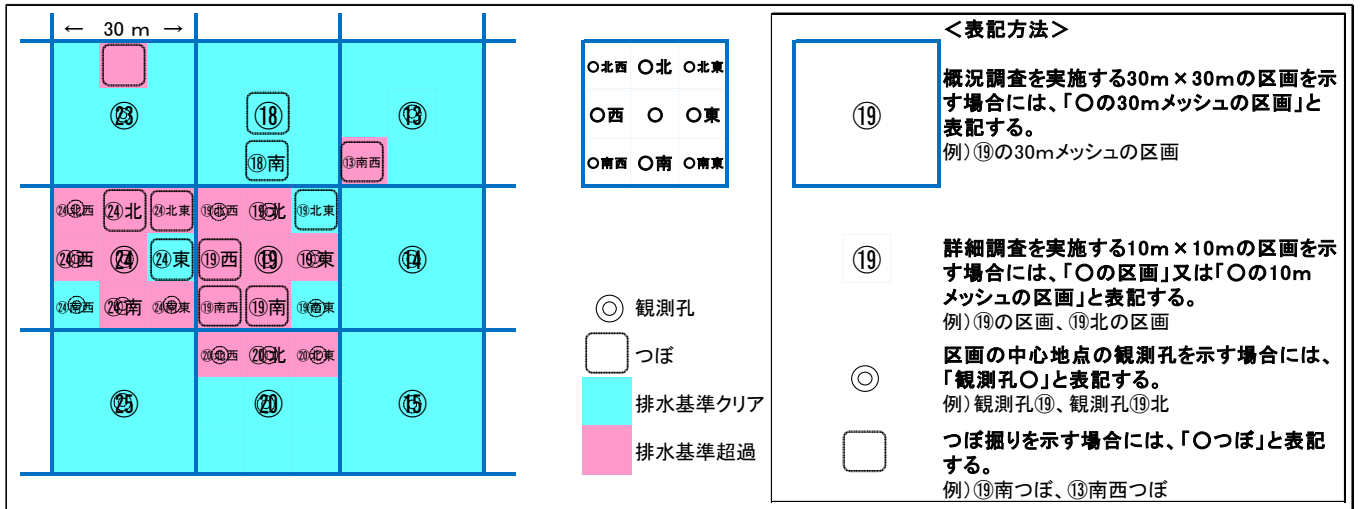 ← 30 m →
㉓
⑱
⑬
⑱南
⑬南西
㉔北西
㉔北
㉔北東
⑲北西
⑲北
⑲北東
㉔西
㉔
㉔東
⑲西
⑲
⑲東
⑭
㉔南西
㉔南
㉔南東
⑲南西
⑲南
⑲南東
⑳北西
⑳北
⑳北東
㉕
⑳
⑮
○北西 ○北 ○北東
○西 ○ ○東
○南西 ○南 ○南東
◎ 観測孔
つぼ
排水基準クリア
排水基準超過
＜表記方法＞
⑲
概況調査を実施する30m×30mの区画を示
す場合には、「○の30mメッシュの区画」と
表記する。
例）⑲の30mメッシュの区画
⑲
詳細調査を実施する10m×10mの区画を示
す場合には、「○の区画」又は「○の10m
メッシュの区画」と表記する。
例）⑲の区画、⑲北の区画
◎
区画の中心地点の観測孔を示す場合には、
「観測孔○」と表記する。
例）観測孔⑲、観測孔⑲北
つぼ掘りを示す場合には、「○つぼ」と表記
する。
例）⑲南つぼ、⑬南西つぼ